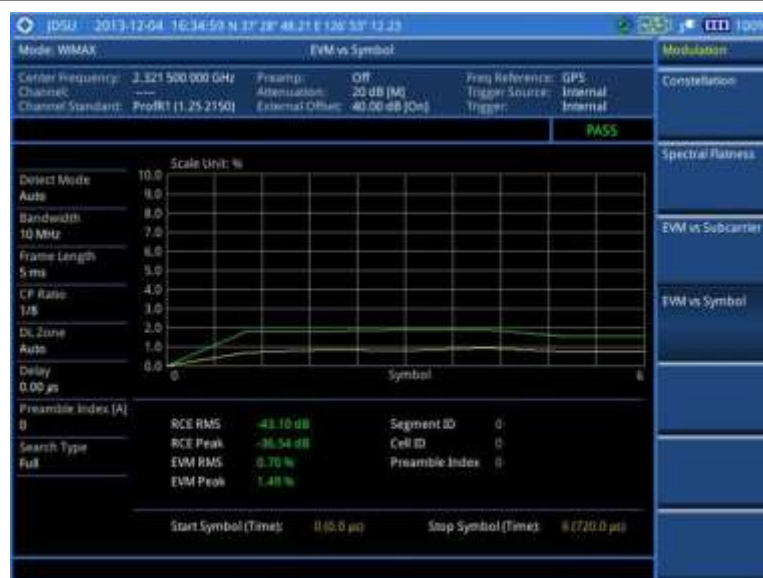 JDSU 2013-12-04 16:34:59 N 37° 28' 48.21 E 126° 53' 12.23 100%
Mode: WIMAX EVM vs Symbol Modulation
Center Frequency: 2.321 500 000 GHz Preamp: Off Freq Reference: GPS
Channel: ---- Attenuation: 20 dB [M] Trigger Source: Internal
Channel Standard: ProfR1 (1.25 2150) External Offset: 40.00 dB [On] Trigger: Internal
Constellation
PASS
Spectral Flatness
Scale Unit: %
Detect Mode
Auto
Bandwidth
10 MHz
Frame Length
5 ms
CP Ratio
1/8
DL Zone
Auto
Delay
0.00 µs
Preamble Index [A]
0
Search Type
Full
10.0
9.0
8.0
7.0
6.0
5.0
4.0
3.0
2.0
1.0
0.0
0 Symbol 6
EVM vs Subcarrier
EVM vs Symbol
RCE RMS -43.10 dB Segment ID 0
RCE Peak -36.54 dB Cell ID 0
EVM RMS 0.70 % Preamble Index 0
EVM Peak 1.49 %
Start Symbol (Time): 0 (0.0 µs) Stop Symbol (Time): 6 (720.0 µs)